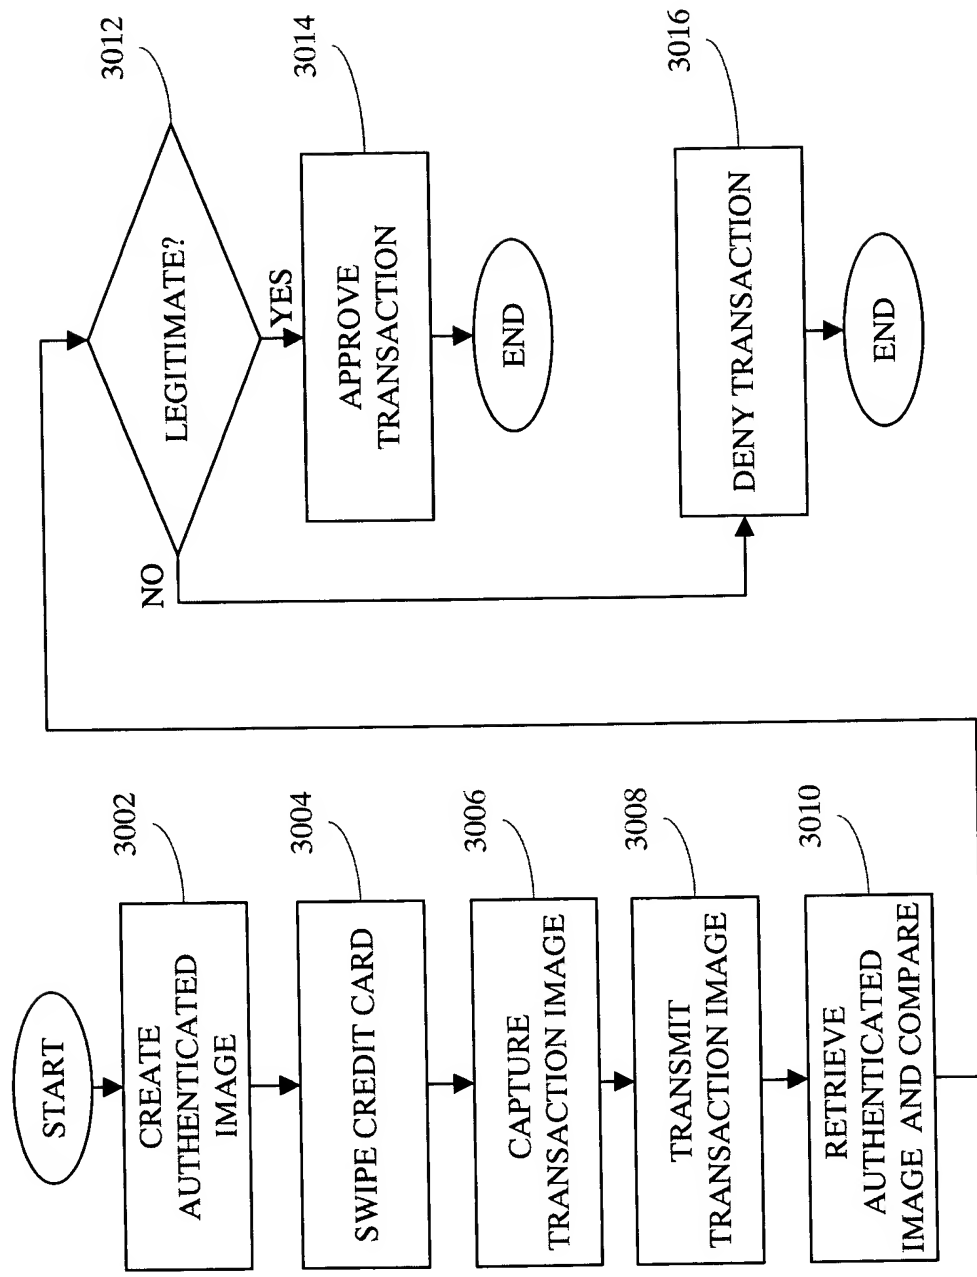 START
CREATE
AUTHENTICATED
IMAGE
3002
SWIPE CREDIT CARD
3004
CAPTURE
TRANSACTION IMAGE
3006
TRANSMIT
TRANSACTION IMAGE
3008
RETRIEVE
AUTHENTICATED
IMAGE AND COMPARE
3010
LEGITIMATE?
3012
NO
YES
APPROVE
TRANSACTION
3014
END
DENY TRANSACTION
3016
END